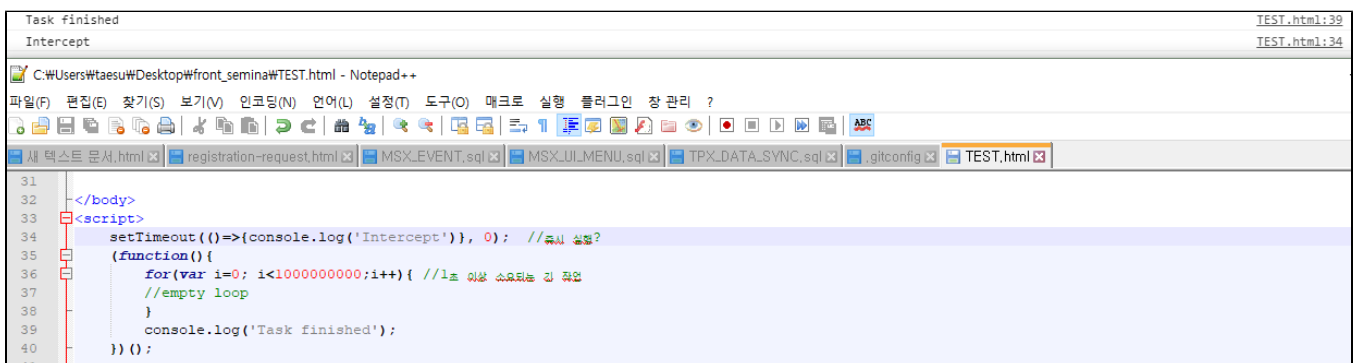 Task finished TEST.html:39
Intercept TEST.html:34
C:₩Users₩taesu₩Desktop₩front_semina₩TEST.html - Notepad++
파일(F) 편집(E) 찾기(S) 보기(V) 인코딩(N) 언어(L) 설정(T) 도구(O) 매크로 실행 플러그인 창 관리 ?
ABC
새 텍스트 문서.html registration-request.html MSX_EVENT.sql MSX_UI_MENU.sql TPX_DATA_SYNC.sql .gitconfig TEST.html
31
32 </body>
33 <script>
34 setTimeout(()=>{console.log('Intercept')}, 0); //즉시 실행?
35 (function(){
36 for(var i=0; i<1000000000;i++){ //1초 이상 소요되는 긴 작업
37 //empty loop
38 }
39 console.log('Task finished');
40 })();